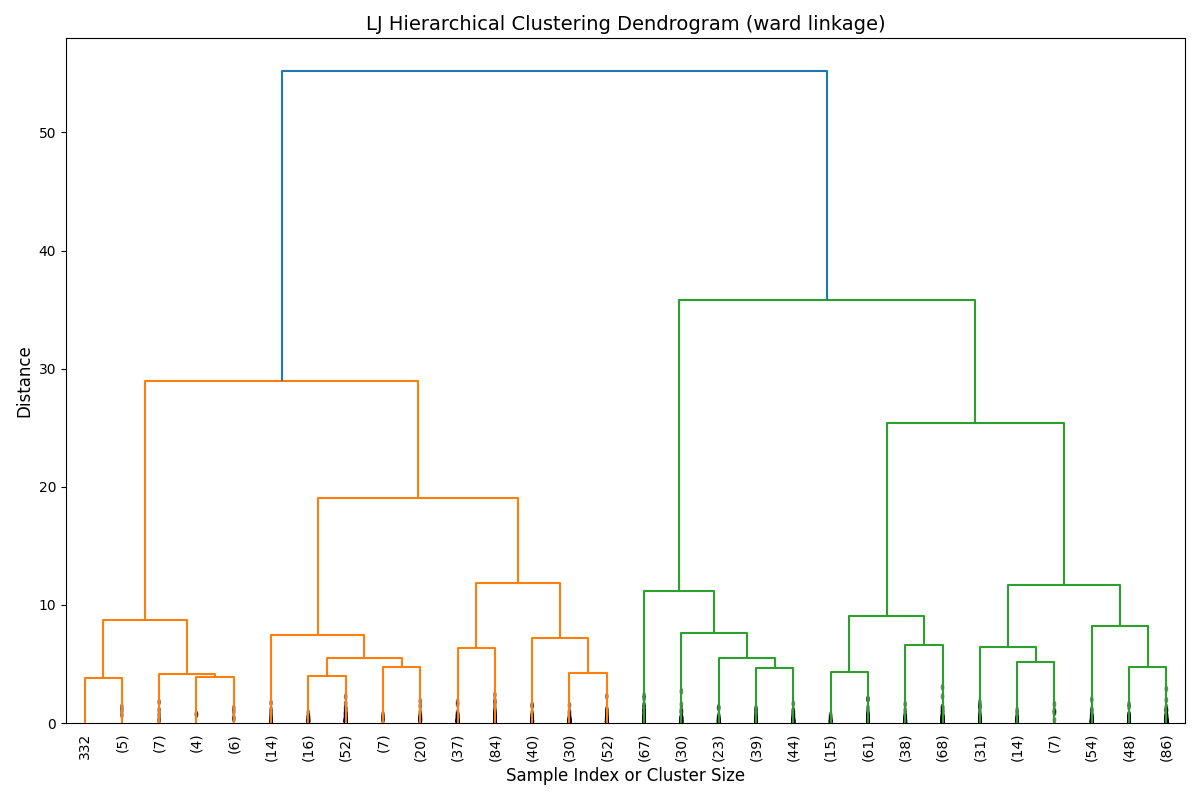 LJ Hierarchical Clustering Dendrogram (ward linkage)
50
40
30
20
10
0
Distance
332 (5) (7) (4) (6) (14) (16) (52) (7) (20) (37) (84) (40) (30) (52) (67) (30) (23) (39) (44) (15) (61) (38) (68) (31) (14) (7) (54) (48) (86)
Sample Index or Cluster Size